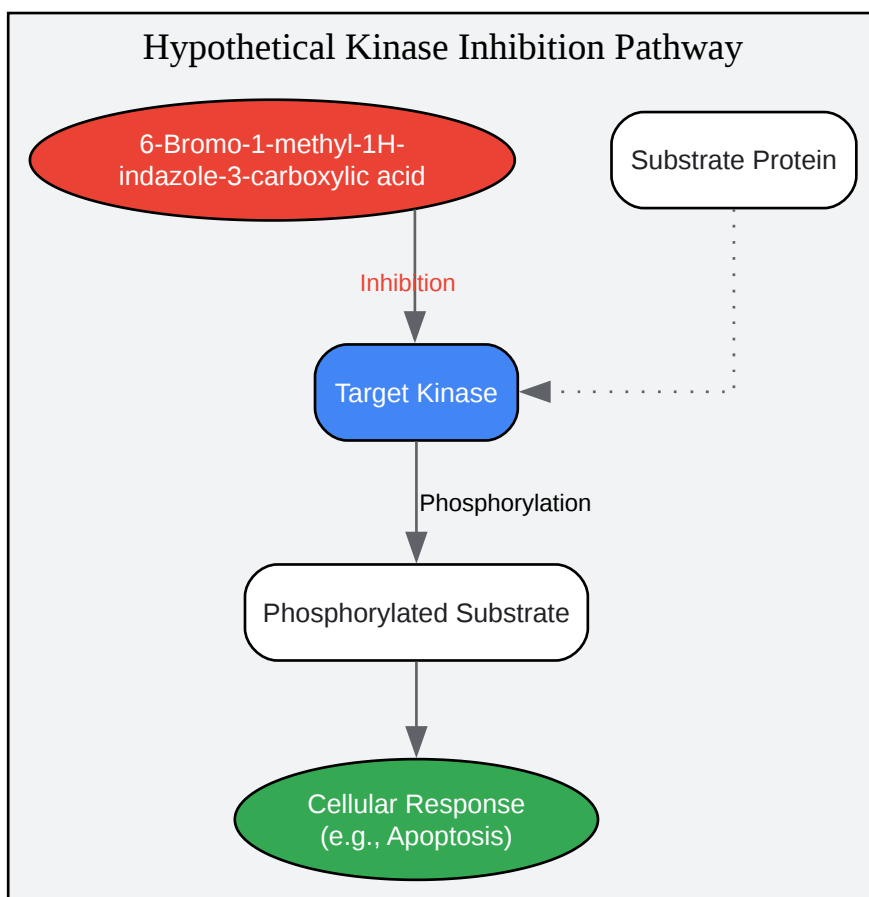 Hypothetical Kinase Inhibition Pathway
6-Bromo-1-methyl-1H-
indazole-3-carboxylic acid
Substrate Protein
Inhibition
Target Kinase
Phosphorylation
Phosphorylated Substrate
Cellular Response
(e.g., Apoptosis)